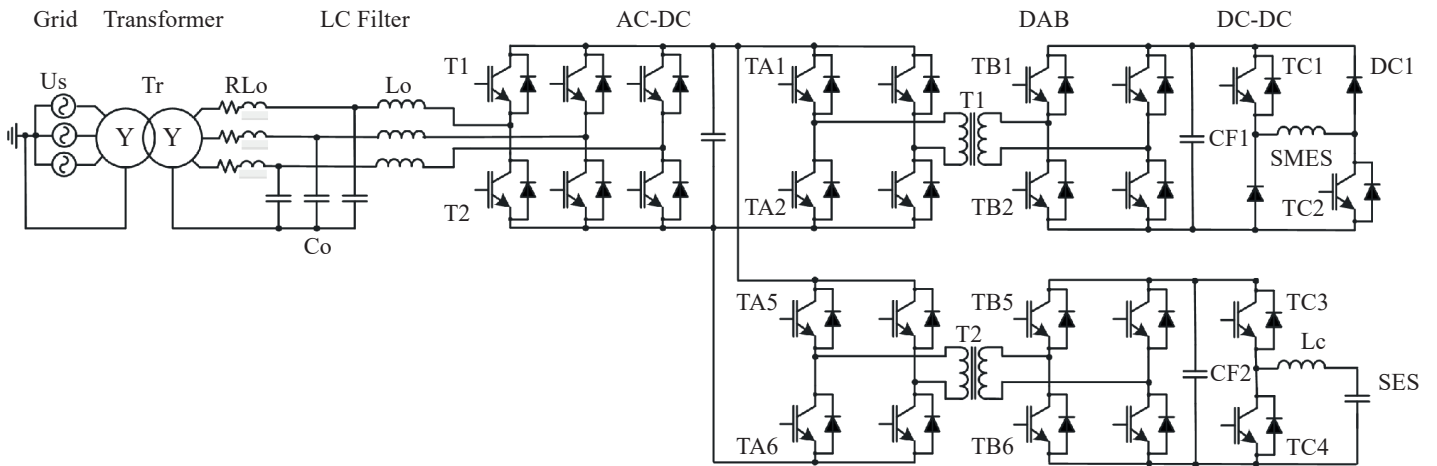 Grid Transformer LC Filter AC-DC DAB DC-DC
Us Tr RLo Lo T1 TA1 T1 TB1 TC1 DC1
Y Y
CF1
SMES
T2 TA2 TB2 TC2
Co
TA5 TB5 TC3
T2 Lc
CF2 SES
TA6 TB6 TC4